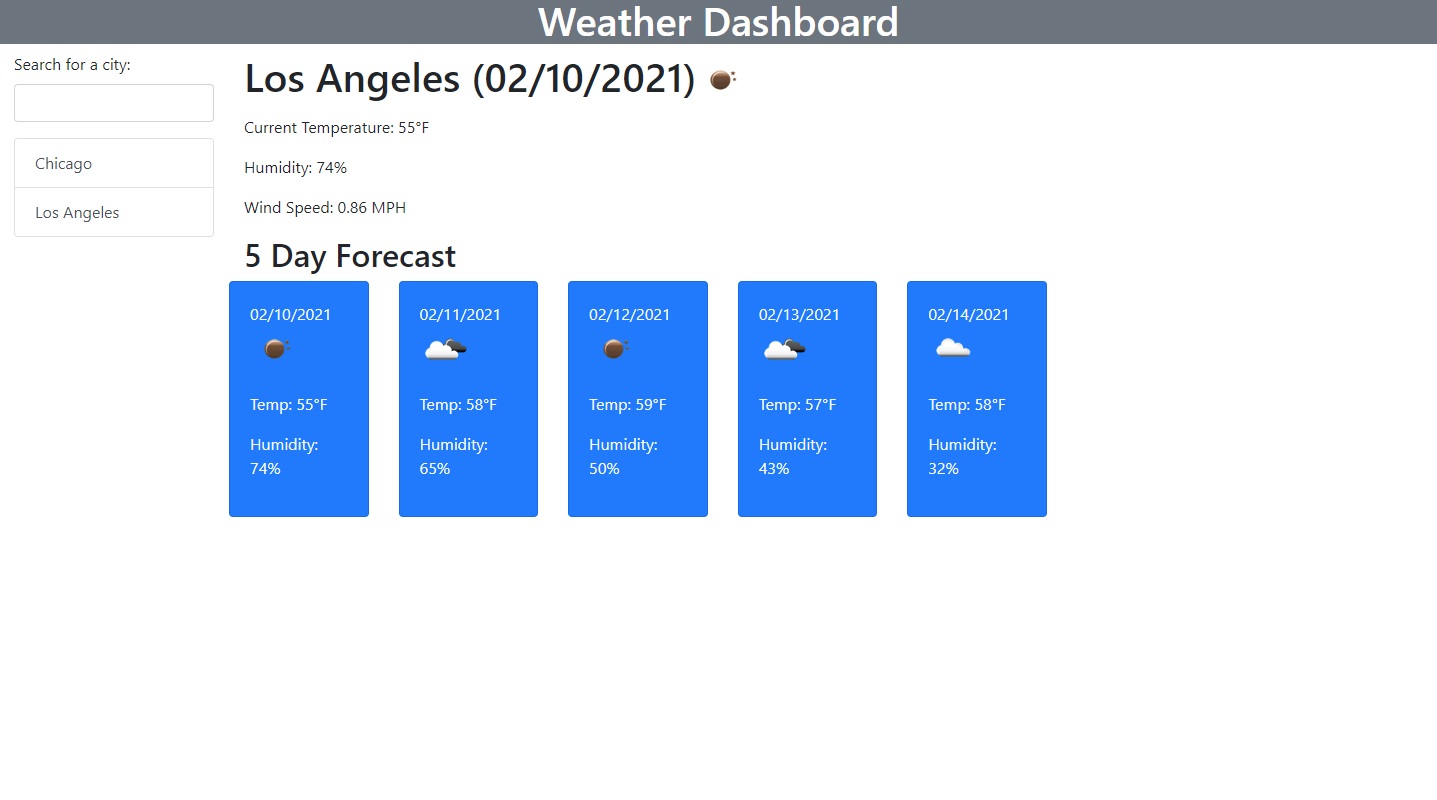 Weather Dashboard
Search for a city:
Chicago
Los Angeles
Los Angeles (02/10/2021)
Current Temperature: 55°F
Humidity: 74%
Wind Speed: 0.86 MPH
5 Day Forecast
02/10/2021
Temp: 55°F
Humidity:
74%
02/11/2021
Temp: 58°F
Humidity:
65%
02/12/2021
Temp: 59°F
Humidity:
50%
02/13/2021
Temp: 57°F
Humidity:
43%
02/14/2021
Temp: 58°F
Humidity:
32%